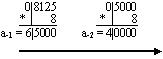 0|8125 0|5000
* 8 * 8
a-1 = 6|5000 a-2 = 4|0000